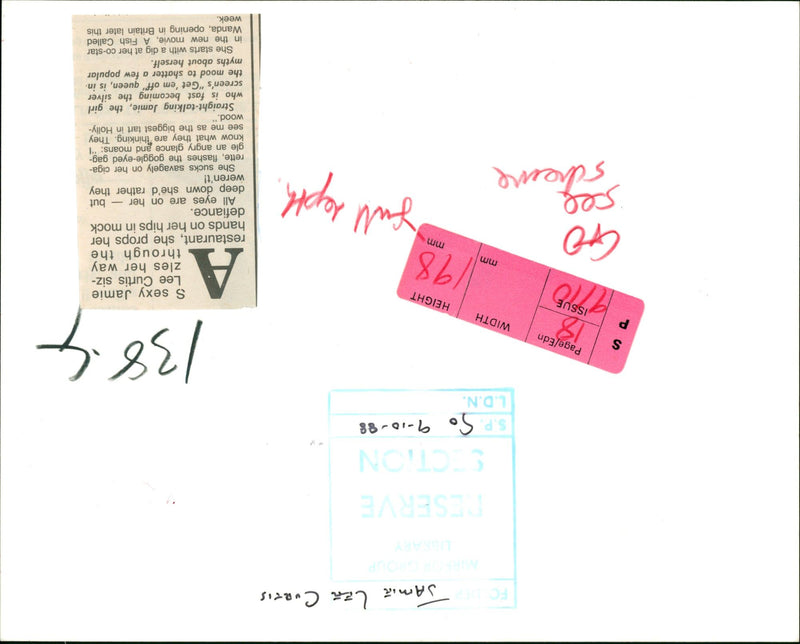 FOLDER JAMIE LEE CURTIS
MIRROR GROUP
LIBRARY
RESERVE
SECTION
S.P. So 9-10-88
L.D.N.
138.4
S P
Page/Edn
18
ISSUE
9/10
WIDTH
mm
HEIGHT
198
mm
GFO
see
scheme
full depth.
AS sexy Jamie
Lee Curtis siz-
zles her way
through the
restaurant, she props her
hands on her hips in mock
defiance.
All eyes are on her — but
deep down she'd rather they
weren't!
She sucks savagely on her ciga-
rette, flashes the goggle-eyed gag-
gle an angry glance and moans: "I
know what they are thinking. They
see me as the biggest tart in Holly-
wood."
Straight-talking Jamie, the girl
who is fast becoming the silver
screen's "Get 'em off" queen, is in
the mood to shatter a few popular
myths about herself.
She starts with a dig at her co-star
in the new movie, A Fish Called
Wanda, opening in Britain later this
week.